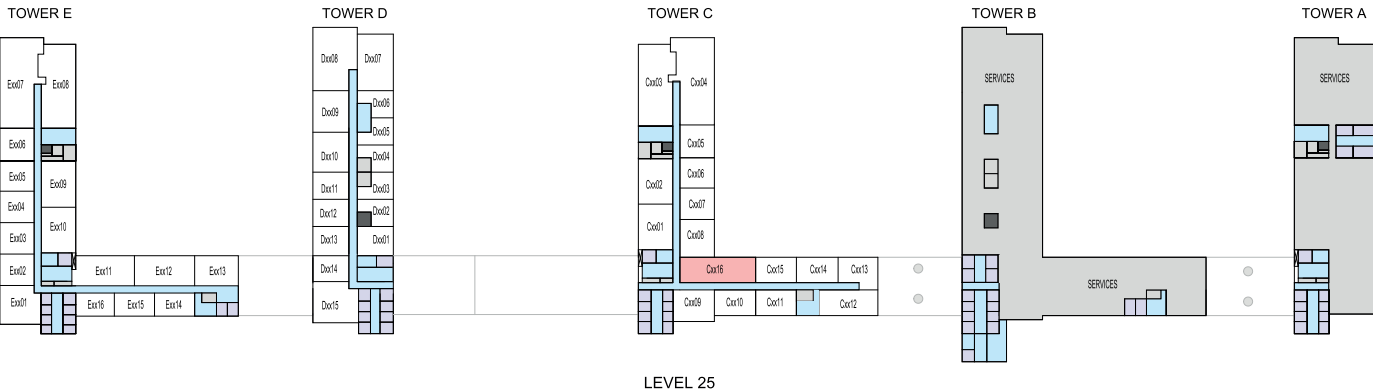 TOWER E
TOWER D
TOWER C
TOWER B
TOWER A
Exx07
Exx08
Exx06
Exx05
Exx04
Exx03
Exx02
Exx01
Exx09
Exx10
Exx11
Exx12
Exx13
Exx16
Exx15
Exx14
Dxx08
Dxx07
Dxx09
Dxx06
Dxx05
Dxx10
Dxx04
Dxx11
Dxx03
Dxx12
Dxx02
Dxx13
Dxx01
Dxx14
Dxx15
Cxx03
Cxx04
Cxx05
Cxx02
Cxx06
Cxx07
Cxx01
Cxx08
Cxx16
Cxx15
Cxx14
Cxx13
Cxx09
Cxx10
Cxx11
Cxx12
SERVICES
SERVICES
SERVICES
LEVEL 25